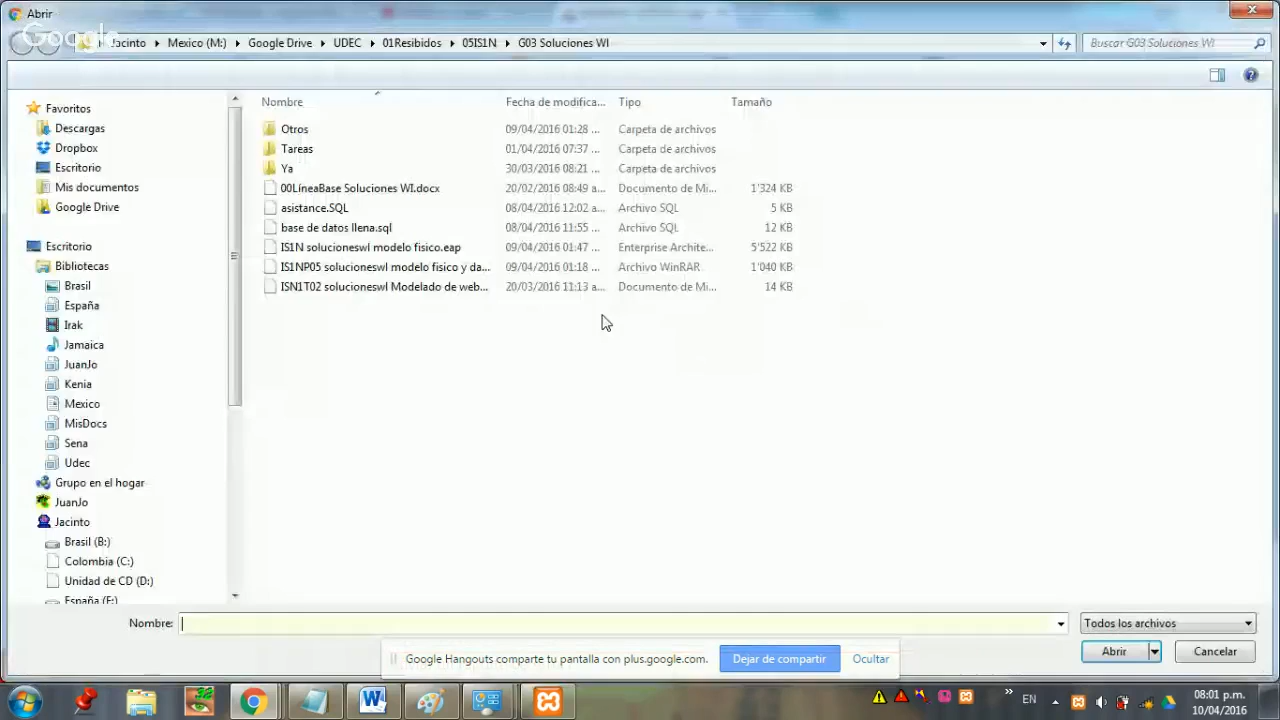 Abrir
Google
Jacinto Mexico (M:) Google Drive UDEC 01Resibidos 05IS1N G03 Soluciones WI
Buscar G03 Soluciones WI
Nombre Fecha de modifica... Tipo Tamaño
Favoritos
Descargas
Dropbox
Escritorio
Mis documentos
Google Drive
Escritorio
Bibliotecas
Brasil
España
Irak
Jamaica
JuanJo
Kenia
Mexico
MisDocs
Sena
Udec
Grupo en el hogar
JuanJo
Jacinto
Brasil (B:)
Colombia (C:)
Unidad de CD (D:)
España (E:)
Otros 09/04/2016 01:28 ... Carpeta de archivos
Tareas 01/04/2016 07:37 ... Carpeta de archivos
Ya 30/03/2016 08:21 ... Carpeta de archivos
00LíneaBase Soluciones WI.docx 20/02/2016 08:49 a... Documento de Mi... 1'324 KB
asistance.SQL 08/04/2016 12:02 a... Archivo SQL 5 KB
base de datos llena.sql 08/04/2016 11:55 ... Archivo SQL 12 KB
IS1N solucioneswl modelo fisico.eap 09/04/2016 01:47 ... Enterprise Archite... 5'522 KB
IS1NP05 solucioneswl modelo fisico y da... 09/04/2016 01:18 ... Archivo WinRAR 1'040 KB
ISN1T02 solucioneswl Modelado de web... 20/03/2016 11:13 a... Documento de Mi... 14 KB
Nombre:
Todos los archivos
Google Hangouts comparte tu pantalla con plus.google.com. Dejar de compartir Ocultar
Abrir Cancelar
EN
08:01 p.m.
10/04/2016